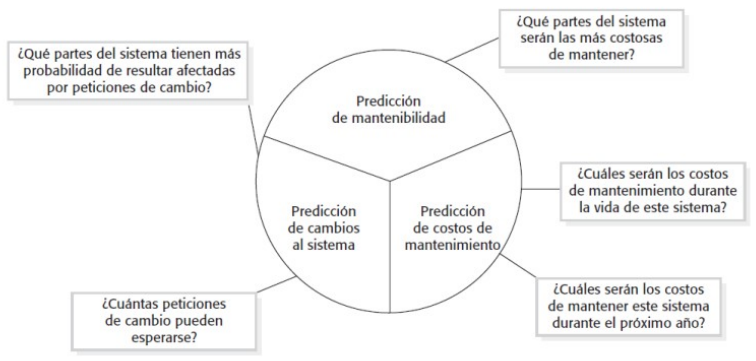 ¿Qué partes del sistema
serán las más costosas
de mantener?
¿Qué partes del sistema tienen más
probabilidad de resultar afectadas
por peticiones de cambio?
Predicción
de mantenibilidad
¿Cuáles serán los costos
de mantenimiento durante
la vida de este sistema?
Predicción
de cambios
al sistema
Predicción
de costos de
mantenimiento
¿Cuántas peticiones
de cambio pueden
esperarse?
¿Cuáles serán los costos
de mantener este sistema
durante el próximo año?